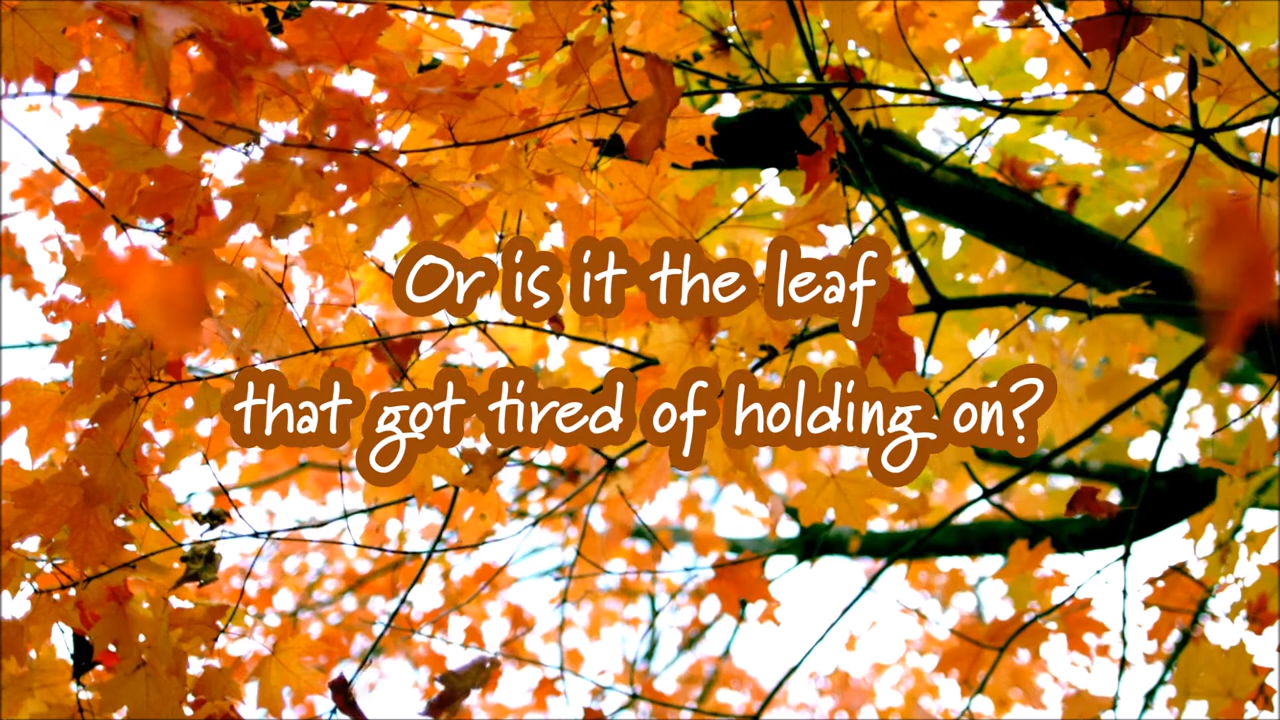 Or is it the leaf
that got tired of holding on?